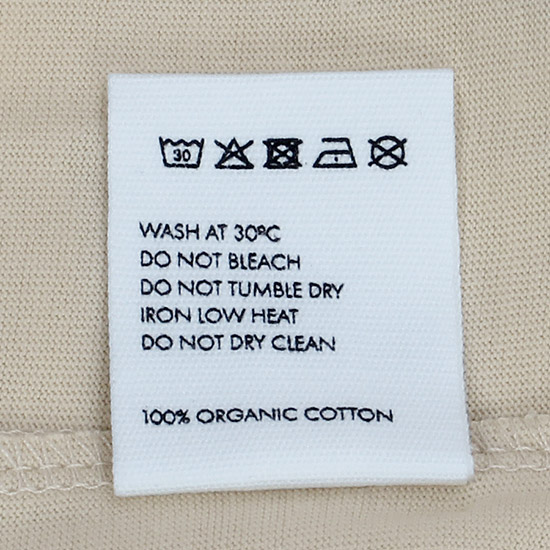 30
WASH AT 30ºC
DO NOT BLEACH
DO NOT TUMBLE DRY
IRON LOW HEAT
DO NOT DRY CLEAN
100% ORGANIC COTTON